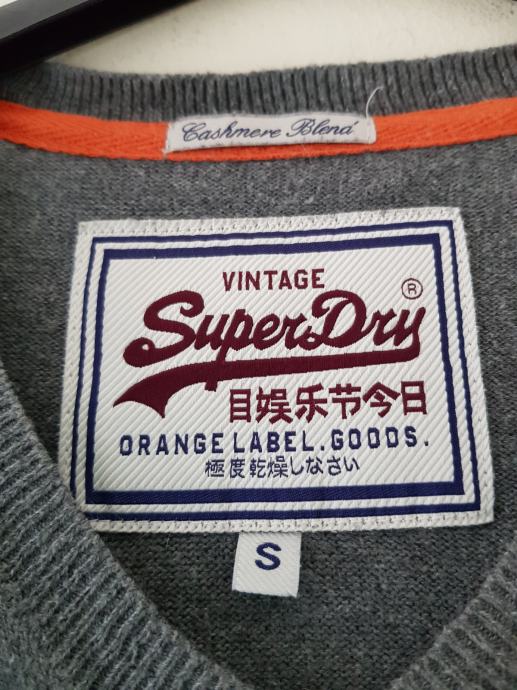 Cashmere Blend
VINTAGE
SuperDry ®
目娱乐节今日
ORANGE LABEL. GOODS.
極度乾燥しなさい
S